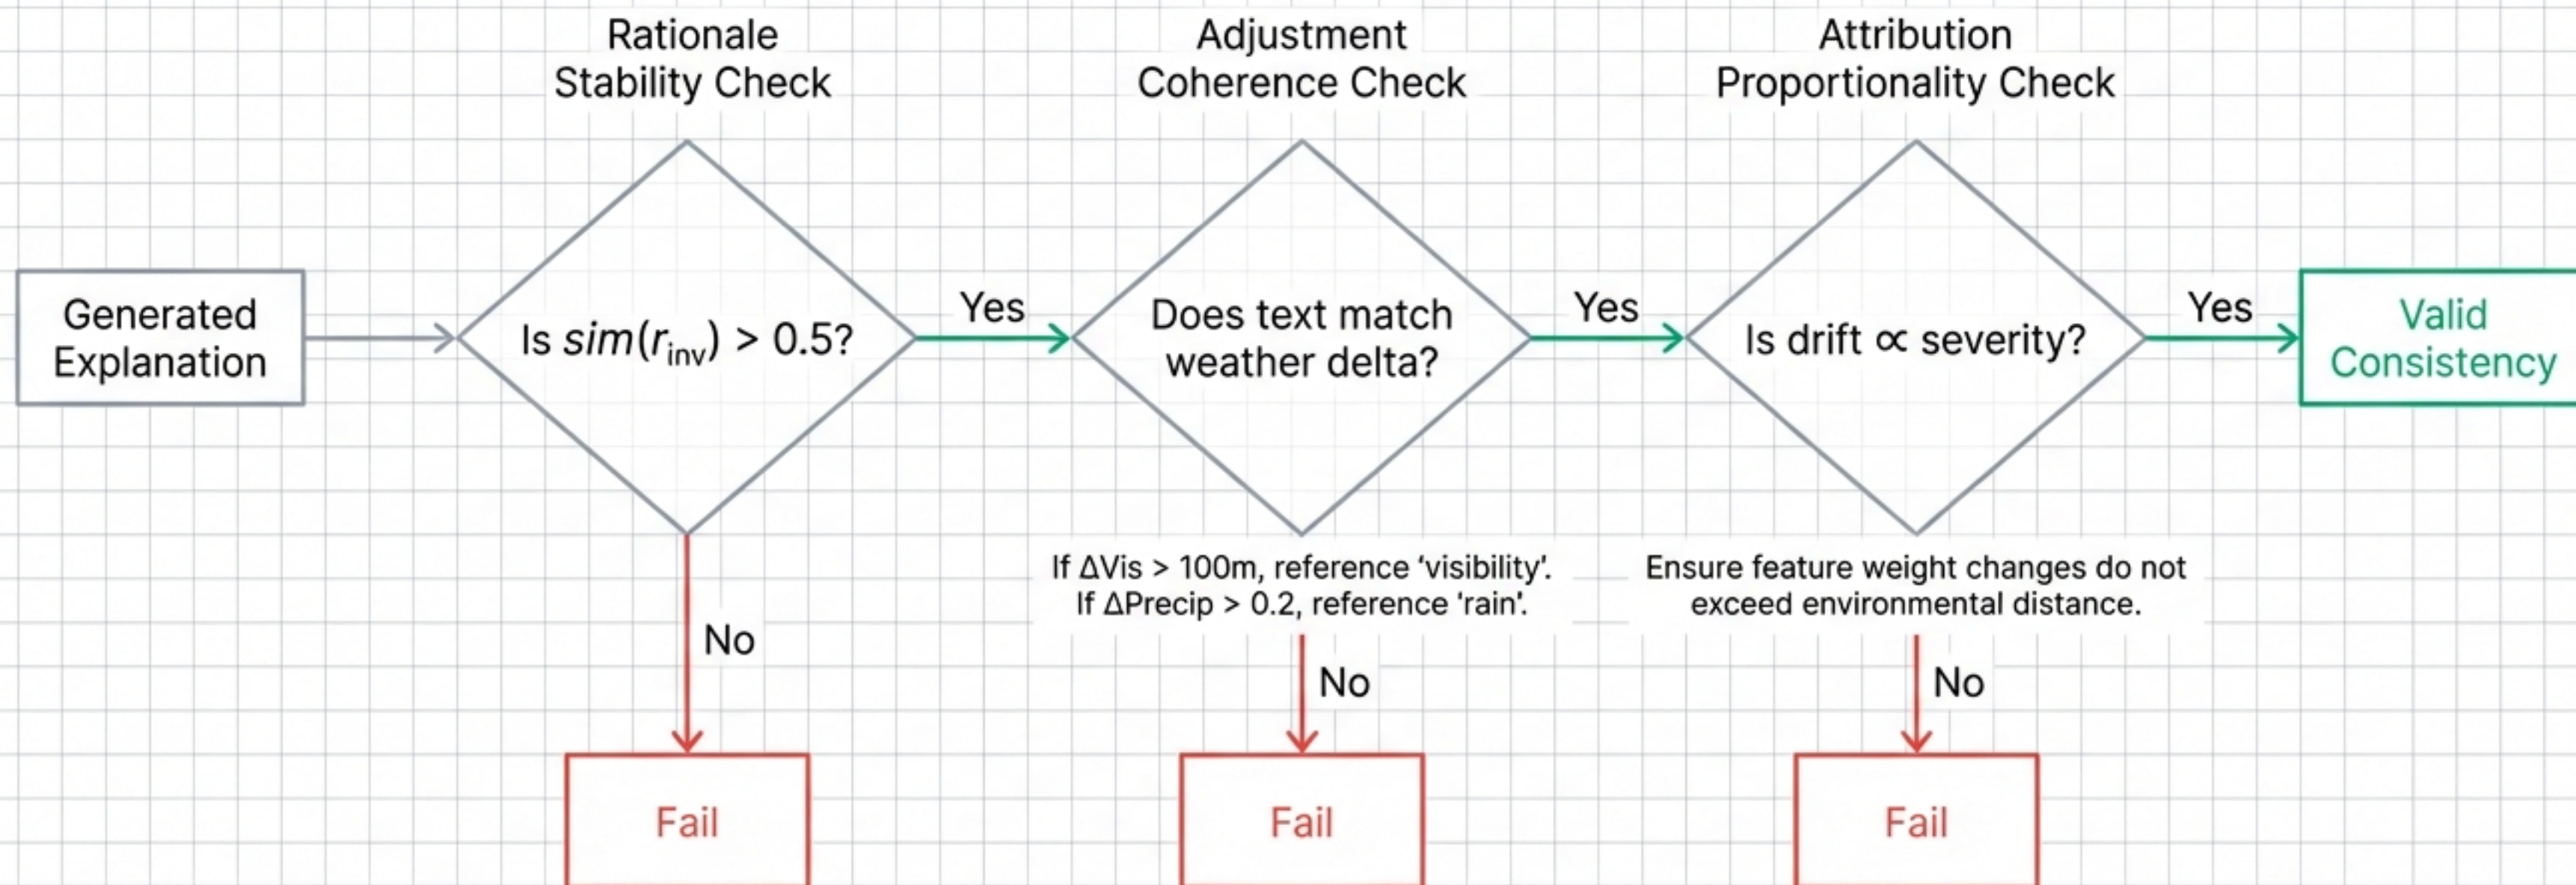 Rationale
Stability Check
Adjustment
Coherence Check
Attribution
Proportionality Check
Generated
Explanation
Is sim(r_inv) > 0.5?
Yes
Does text match
weather delta?
Yes
Is drift ∝ severity?
Yes
Valid
Consistency
If ΔVis > 100m, reference ‘visibility’.
If ΔPrecip > 0.2, reference ‘rain’.
Ensure feature weight changes do not
exceed environmental distance.
No
No
No
Fail
Fail
Fail